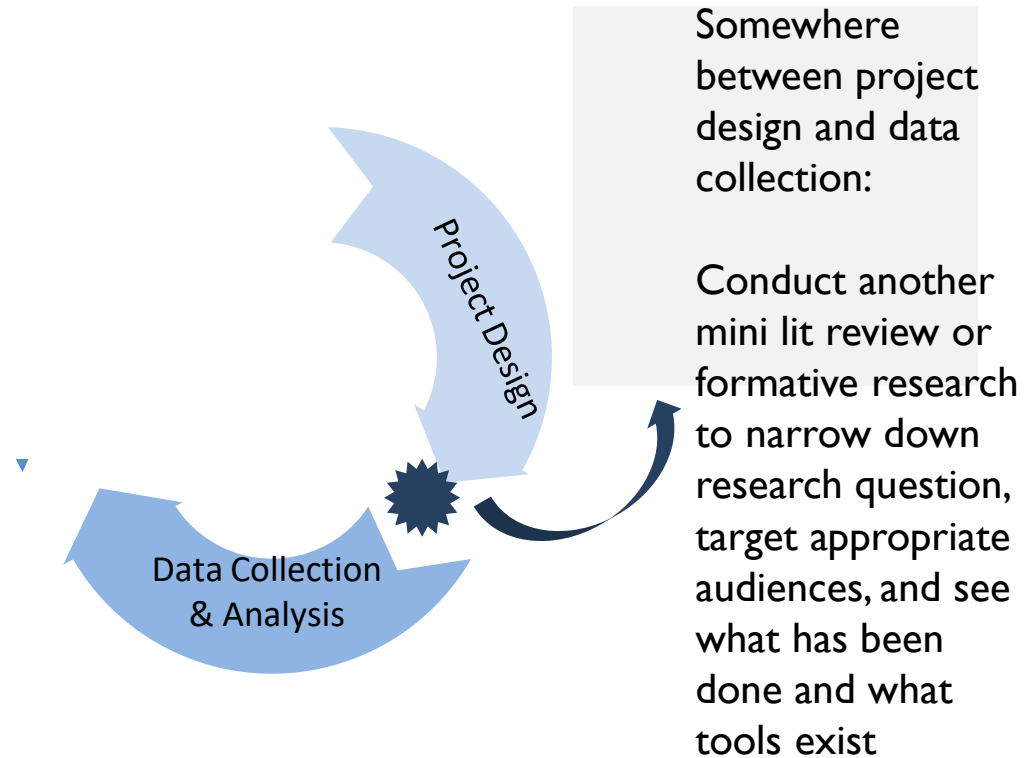 Somewhere
between project
design and data
collection:
Conduct another
mini lit review or
formative research
to narrow down
research question,
target appropriate
audiences, and see
what has been
done and what
tools exist
Project Design
Data Collection
& Analysis